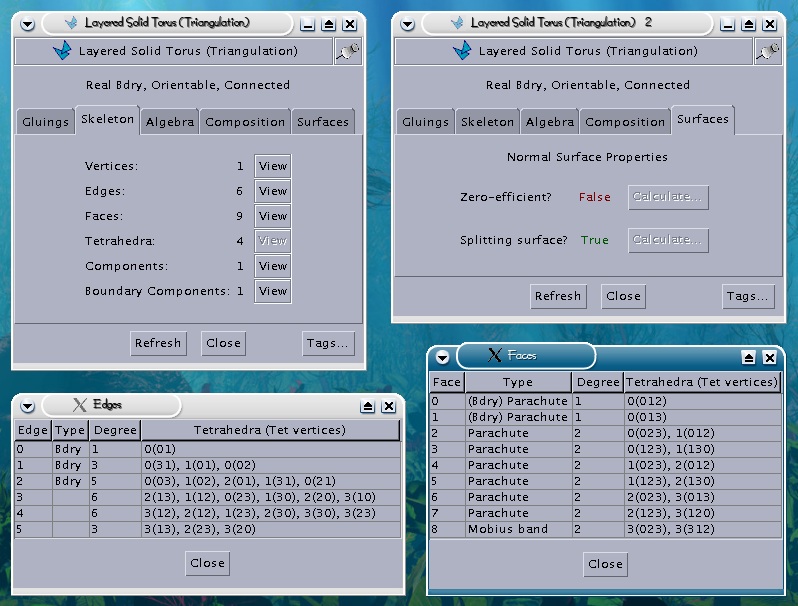 Layered Solid Torus (Triangulation)
Layered Solid Torus (Triangulation)
Real Bdry, Orientable, Connected
Gluings Skeleton Algebra Composition Surfaces
Vertices: 1 View
Edges: 6 View
Faces: 9 View
Tetrahedra: 4 View
Components: 1 View
Boundary Components: 1 View
Refresh Close Tags...
Layered Solid Torus (Triangulation) 2
Layered Solid Torus (Triangulation)
Real Bdry, Orientable, Connected
Gluings Skeleton Algebra Composition Surfaces
Normal Surface Properties
Zero-efficient? False Calculate...
Splitting surface? True Calculate...
Refresh Close Tags...
Edges
Edge Type Degree Tetrahedra (Tet vertices)
0 Bdry 1 0(01)
1 Bdry 3 0(31), 1(01), 0(02)
2 Bdry 5 0(03), 1(02), 2(01), 1(31), 0(21)
3 6 2(13), 1(12), 0(23), 1(30), 2(20), 3(10)
4 6 3(12), 2(12), 1(23), 2(30), 3(30), 3(23)
5 3 3(13), 2(23), 3(20)
Close
Faces
Face Type Degree Tetrahedra (Tet vertices)
0 (Bdry) Parachute 1 0(012)
1 (Bdry) Parachute 1 0(013)
2 Parachute 2 0(023), 1(012)
3 Parachute 2 0(123), 1(130)
4 Parachute 2 1(023), 2(012)
5 Parachute 2 1(123), 2(130)
6 Parachute 2 2(023), 3(013)
7 Parachute 2 2(123), 3(120)
8 Mobius band 2 3(023), 3(312)
Close